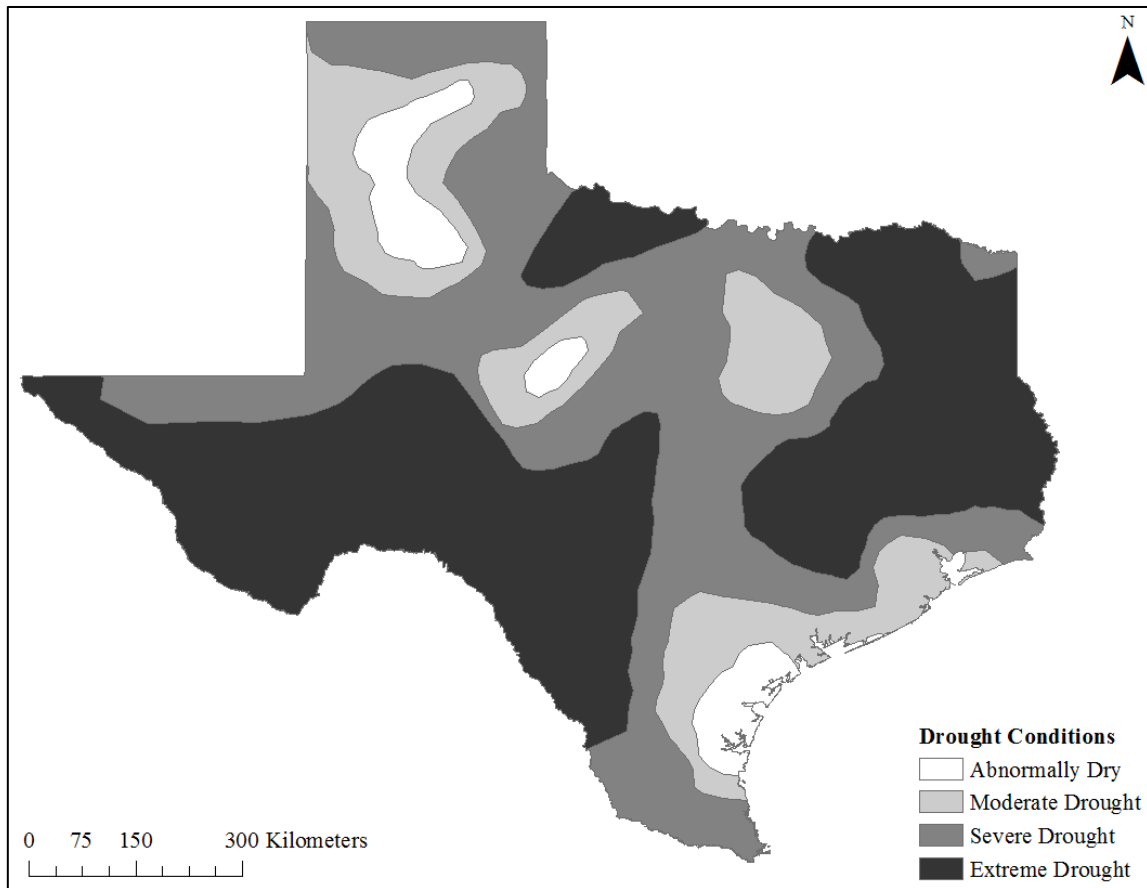 N
Drought Conditions
Abnormally Dry
Moderate Drought
Severe Drought
Extreme Drought
0 75 150 300 Kilometers